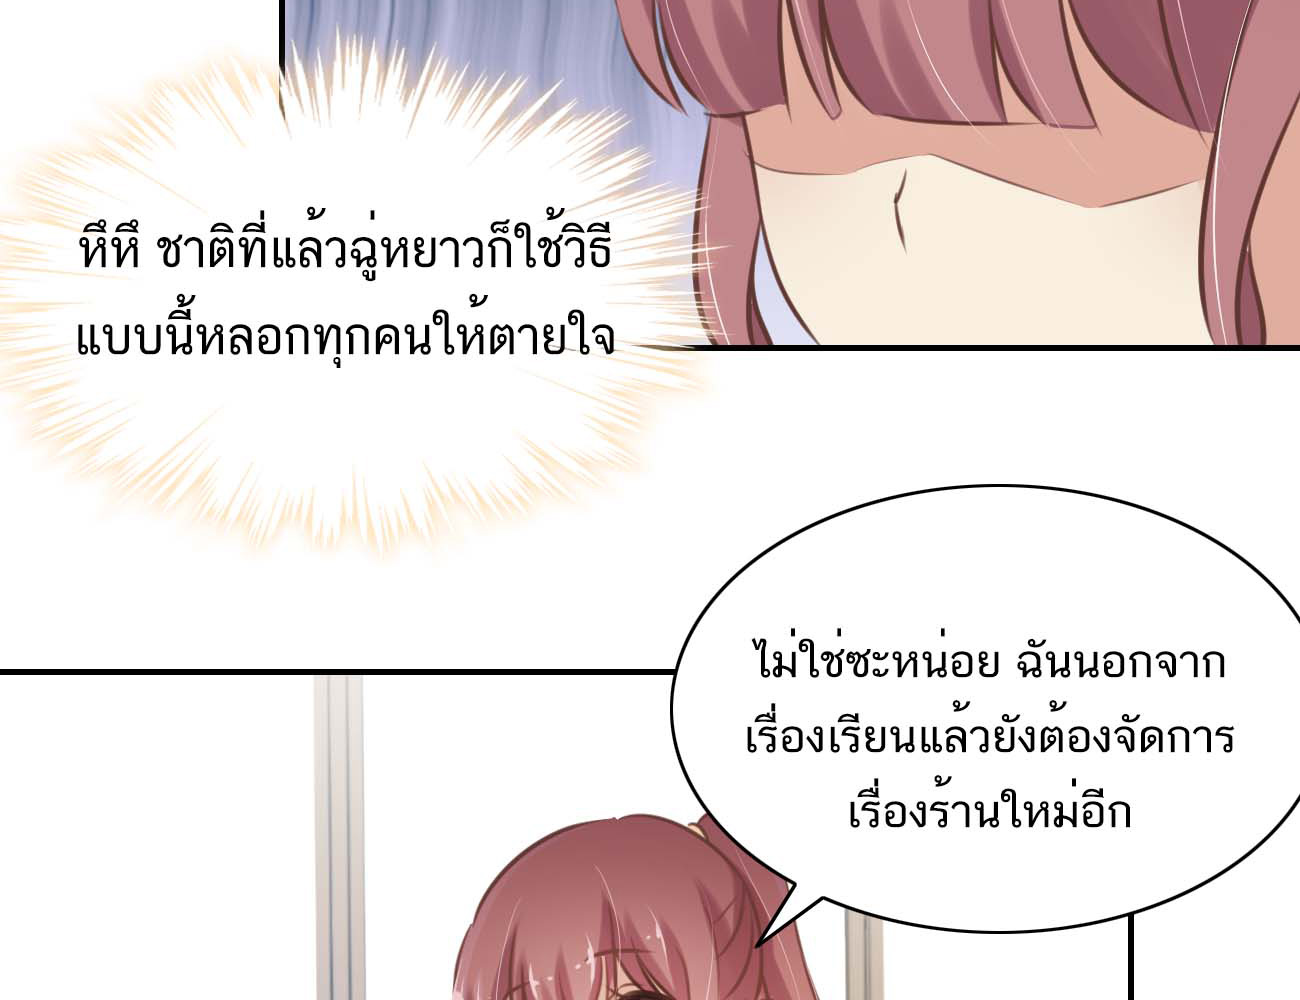 หึหึ ชาติที่แล้วฉู่หยาวก็ใช้วิธี
แบบนี้หลอกทุกคนให้ตายใจ
ไม่ใช่ซะหน่อย ฉันนอกจาก
เรื่องเรียนแล้วยังต้องจัดการ
เรื่องร้านใหม่อีก